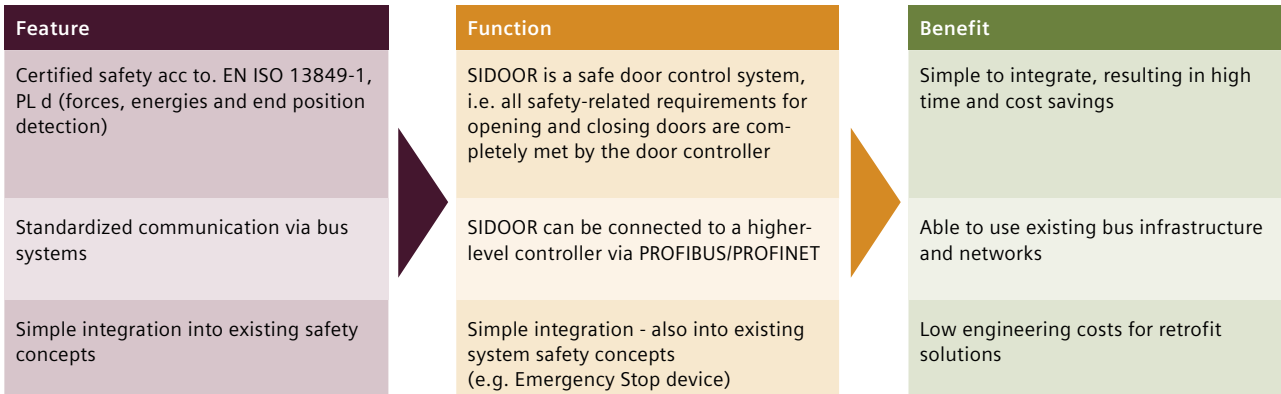 Feature
Certified safety acc to. EN ISO 13849-1,
PL d (forces, energies and end position
detection)
Standardized communication via bus
systems
Simple integration into existing safety
concepts
Function
SIDOOR is a safe door control system,
i.e. all safety-related requirements for
opening and closing doors are com-
pletely met by the door controller
SIDOOR can be connected to a higher-
level controller via PROFIBUS/PROFINET
Simple integration - also into existing
system safety concepts
(e.g. Emergency Stop device)
Benefit
Simple to integrate, resulting in high
time and cost savings
Able to use existing bus infrastructure
and networks
Low engineering costs for retrofit
solutions